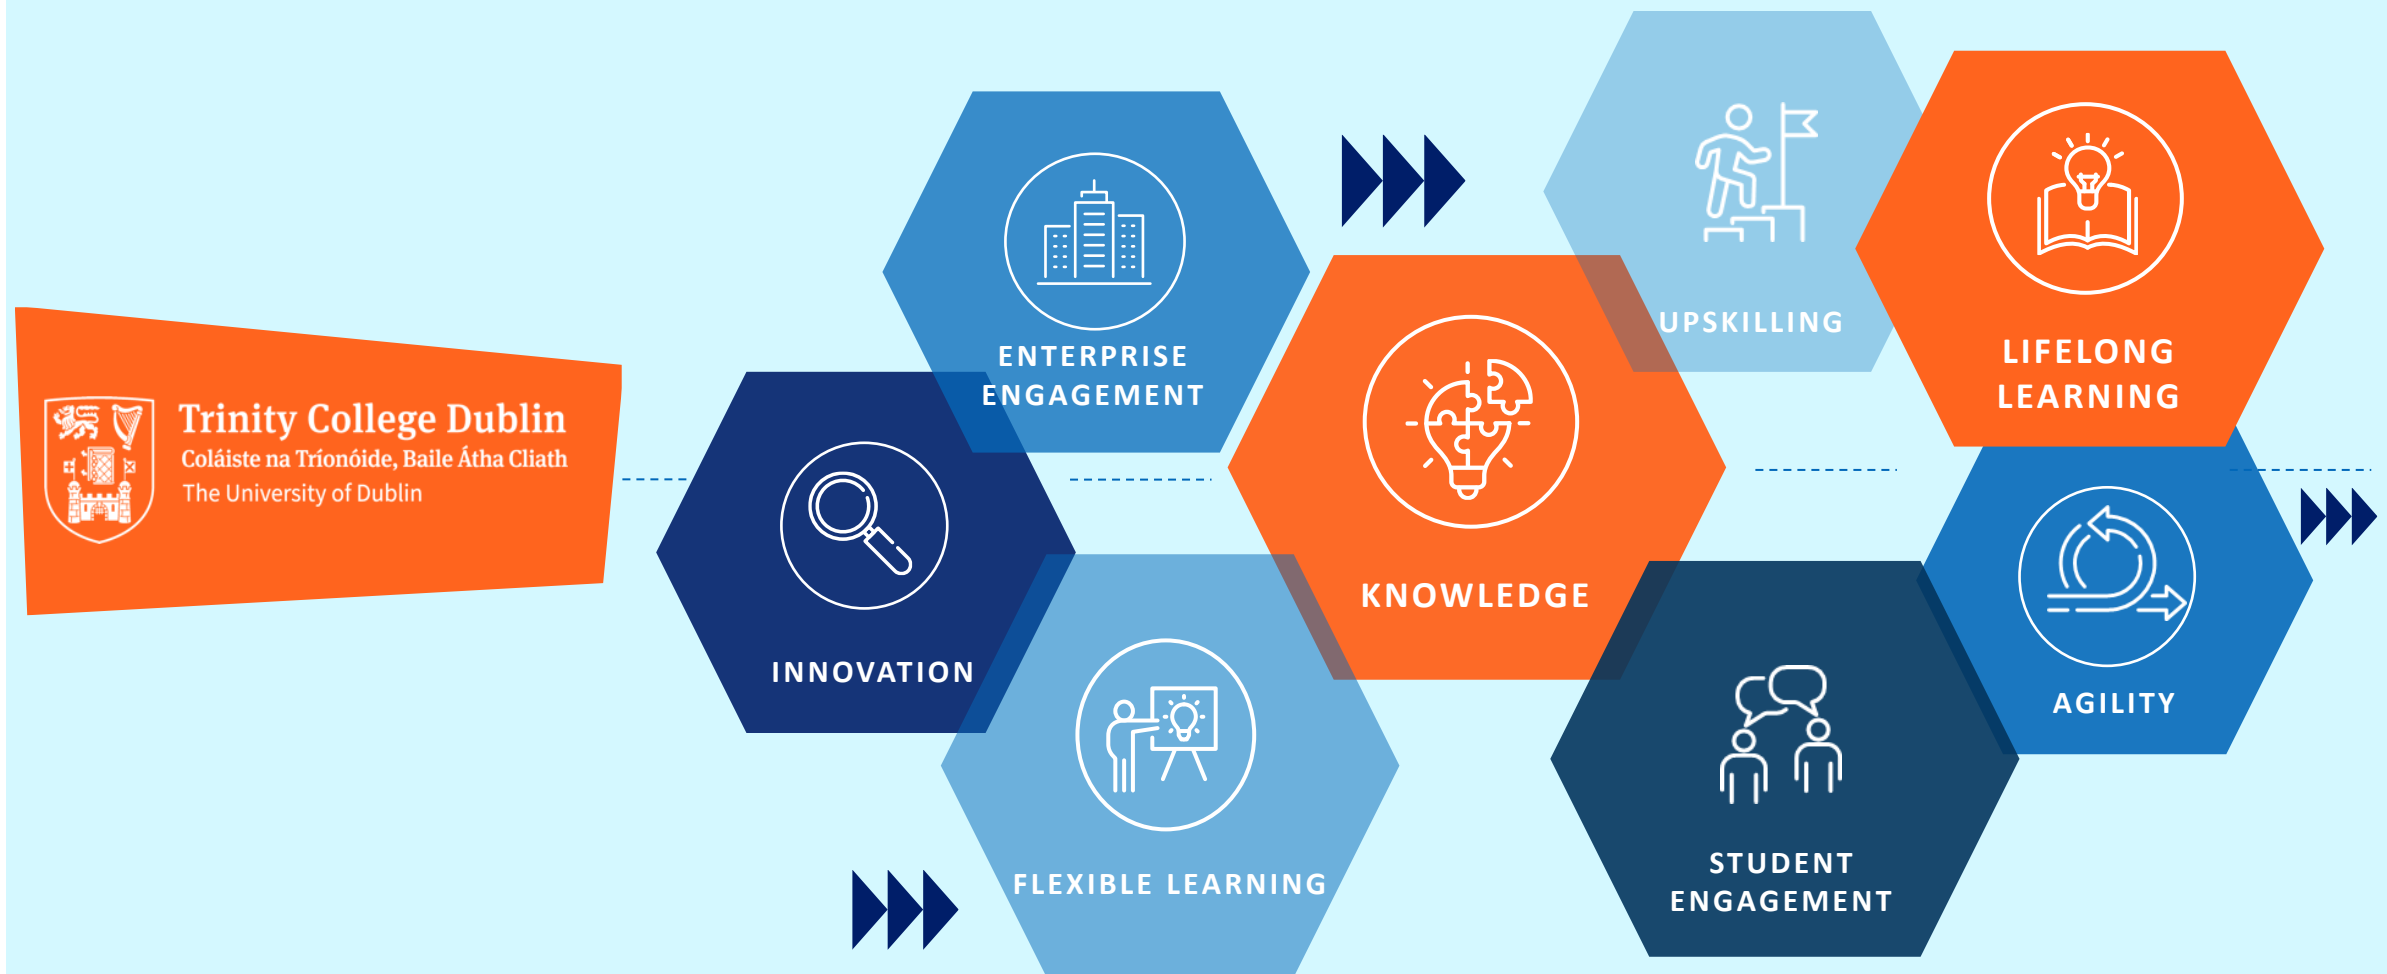 Trinity College Dublin
Coláiste na Tríonóide, Baile Átha Cliath
The University of Dublin
ENTERPRISE
ENGAGEMENT
INNOVATION
FLEXIBLE LEARNING
KNOWLEDGE
UPSKILLING
LIFELONG
LEARNING
AGILITY
STUDENT
ENGAGEMENT